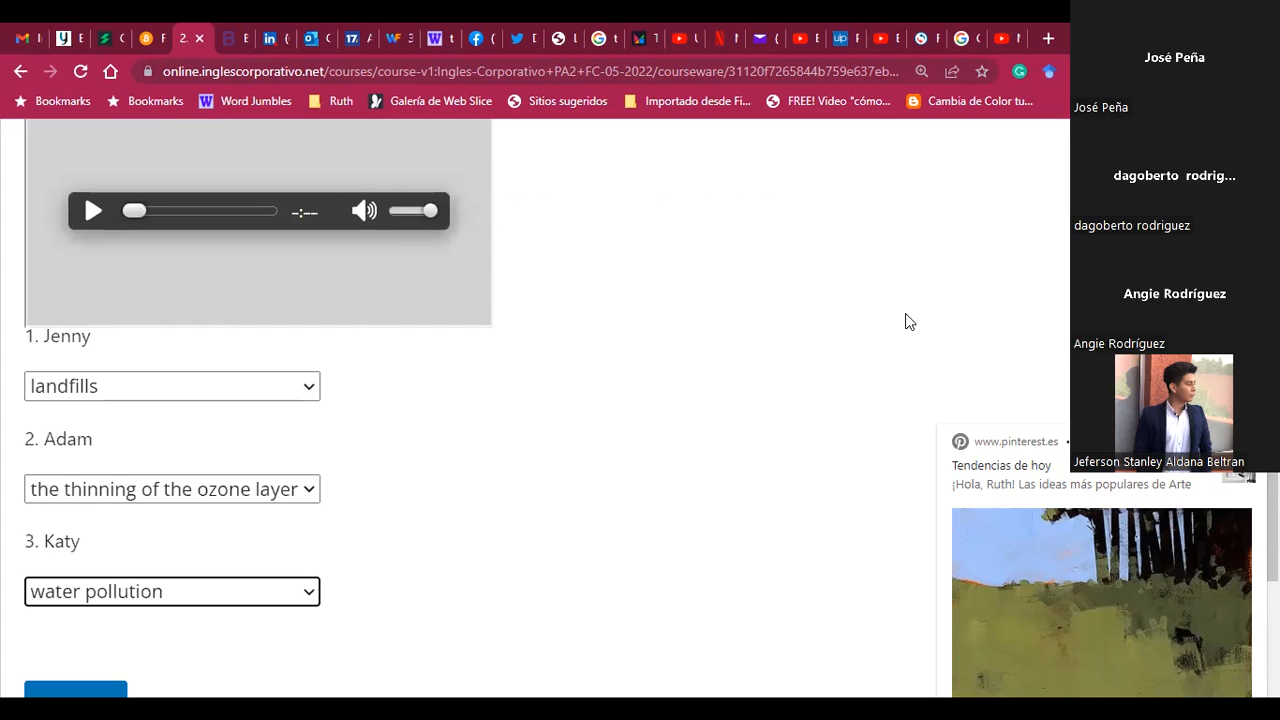 2
17
online.inglescorporativo.net/courses/course-v1:Ingles-Corporativo+PA2+FC-05-2022/courseware/31120f7265844b759e637eb...
Bookmarks
Bookmarks
Word Jumbles
Ruth
Galería de Web Slice
Sitios sugeridos
Importado desde Fi...
FREE! Video "cómo...
Cambia de Color tu...
-:--
1. Jenny
landfills
2. Adam
the thinning of the ozone layer
3. Katy
water pollution
www.pinterest.es •
Tendencias de hoy
¡Hola, Ruth! Las ideas más populares de Arte
José Peña
José Peña
dagoberto rodrig...
dagoberto rodriguez
Angie Rodríguez
Angie Rodríguez
Jeferson Stanley Aldana Beltran